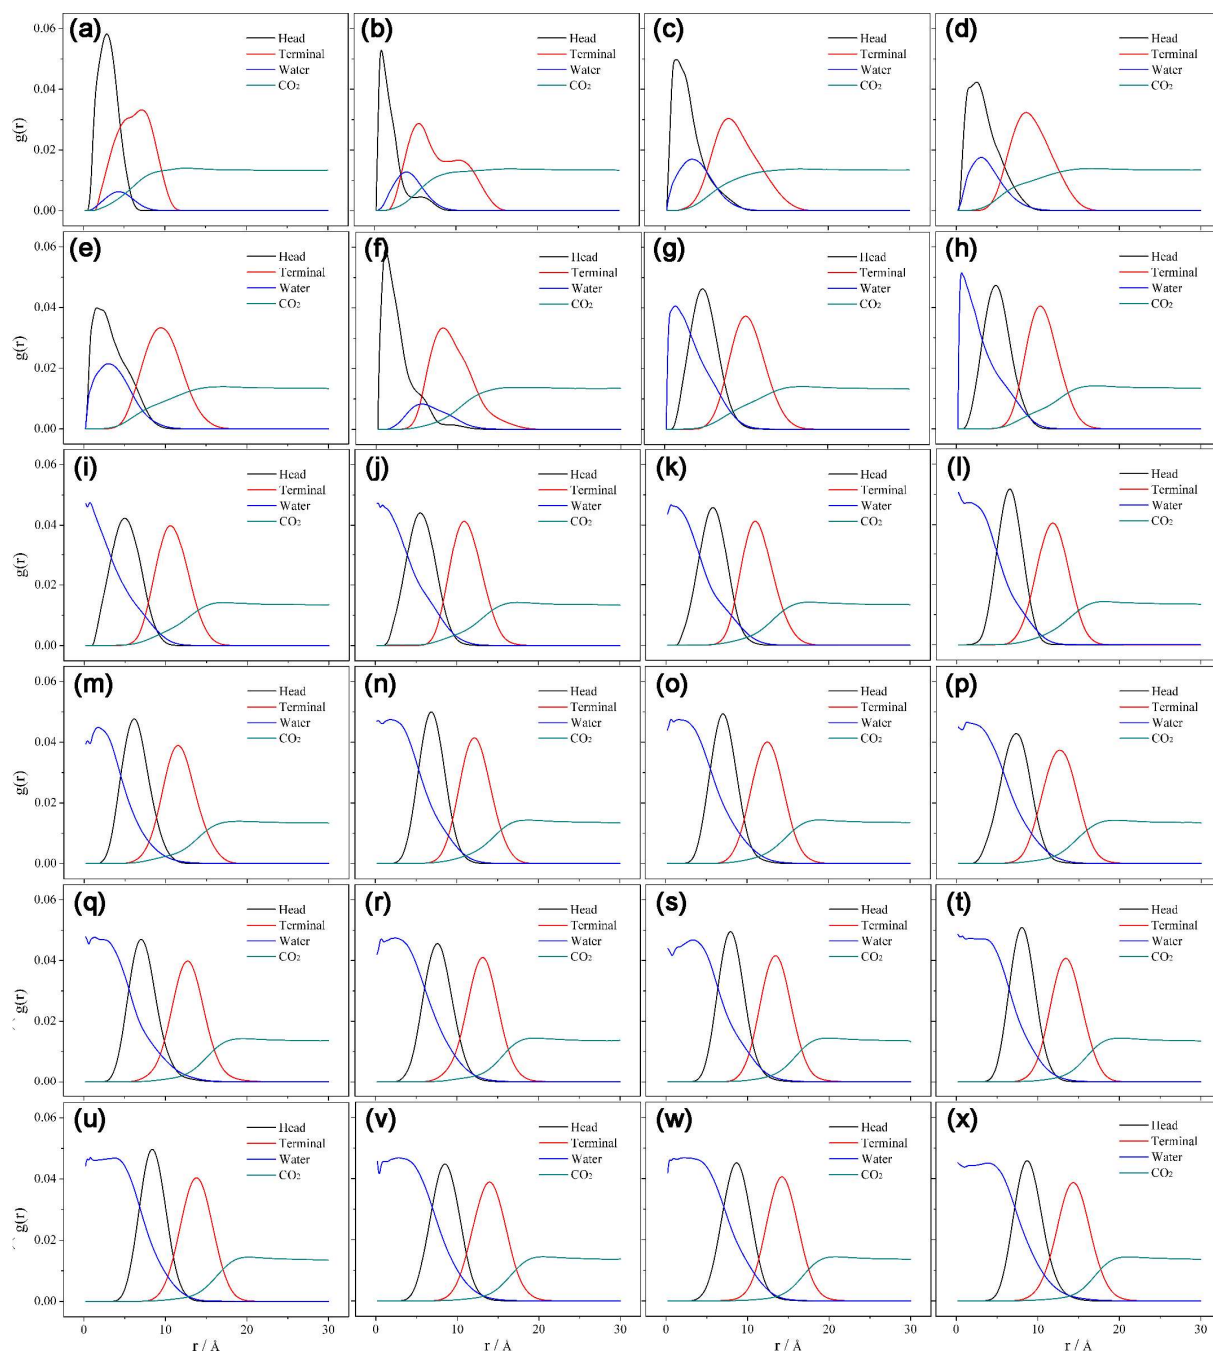 (a) (b) (c) (d)
Head Head Head Head
Terminal Terminal Terminal Terminal
Water Water Water Water
CO2 CO2 CO2 CO2
0.06
0.04
0.02
0.00
g(r)
(e) (f) (g) (h)
Head Head Head Head
Terminal Terminal Terminal Terminal
Water Water Water Water
CO2 CO2 CO2 CO2
0.06
0.04
0.02
0.00
g(r)
(i) (j) (k) (l)
Head Head Head Head
Terminal Terminal Terminal Terminal
Water Water Water Water
CO2 CO2 CO2 CO2
0.06
0.04
0.02
0.00
g(r)
(m) (n) (o) (p)
Head Head Head Head
Terminal Terminal Terminal Terminal
Water Water Water Water
CO2 CO2 CO2 CO2
0.06
0.04
0.02
0.00
g(r)
(q) (r) (s) (t)
Head Head Head Head
Terminal Terminal Terminal Terminal
Water Water Water Water
CO2 CO2 CO2 CO2
0.06
0.04
0.02
0.00
g(r)
(u) (v) (w) (x)
Head Head Head Head
Terminal Terminal Terminal Terminal
Water Water Water Water
CO2 CO2 CO2 CO2
0.06
0.04
0.02
0.00
g(r)
0 10 20 30 0 10 20 30 0 10 20 30 0 10 20 30
r / Å r / Å r / Å r / Å